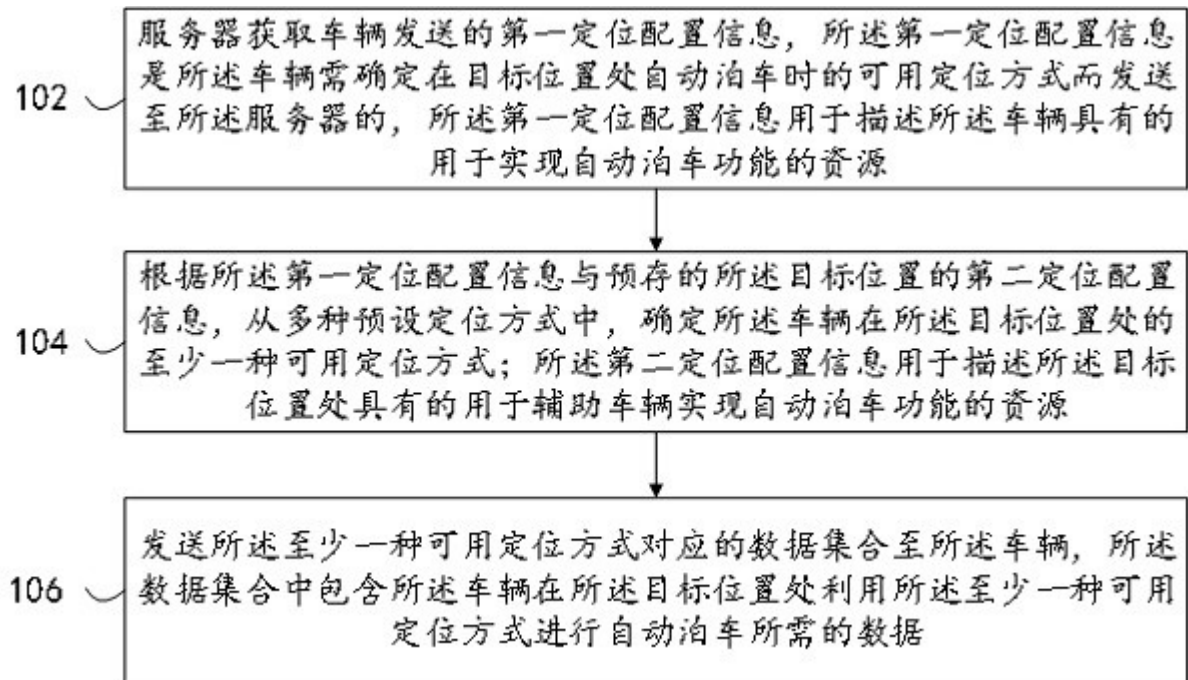 服务器获取车辆发送的第一定位配置信息，所述第一定位配置信息
是所述车辆需确定在目标位置处自动泊车时的可用定位方式而发送
102
至所述服务器的，所述第一定位配置信息用于描述所述车辆具有的
用于实现自动泊车功能的资源
根据所述第一定位配置信息与预存的所述目标位置的第二定位配置
信息，从多种预设定位方式中，确定所述车辆在所述目标位置处的
104
至少一种可用定位方式；所述第二定位配置信息用于描述所述目标
位置处具有的用于辅助车辆实现自动泊车功能的资源
发送所述至少一种可用定位方式对应的数据集合至所述车辆，所述
106
数据集合中包含所述车辆在所述目标位置处利用所述至少一种可用
定位方式进行自动泊车所需的数据